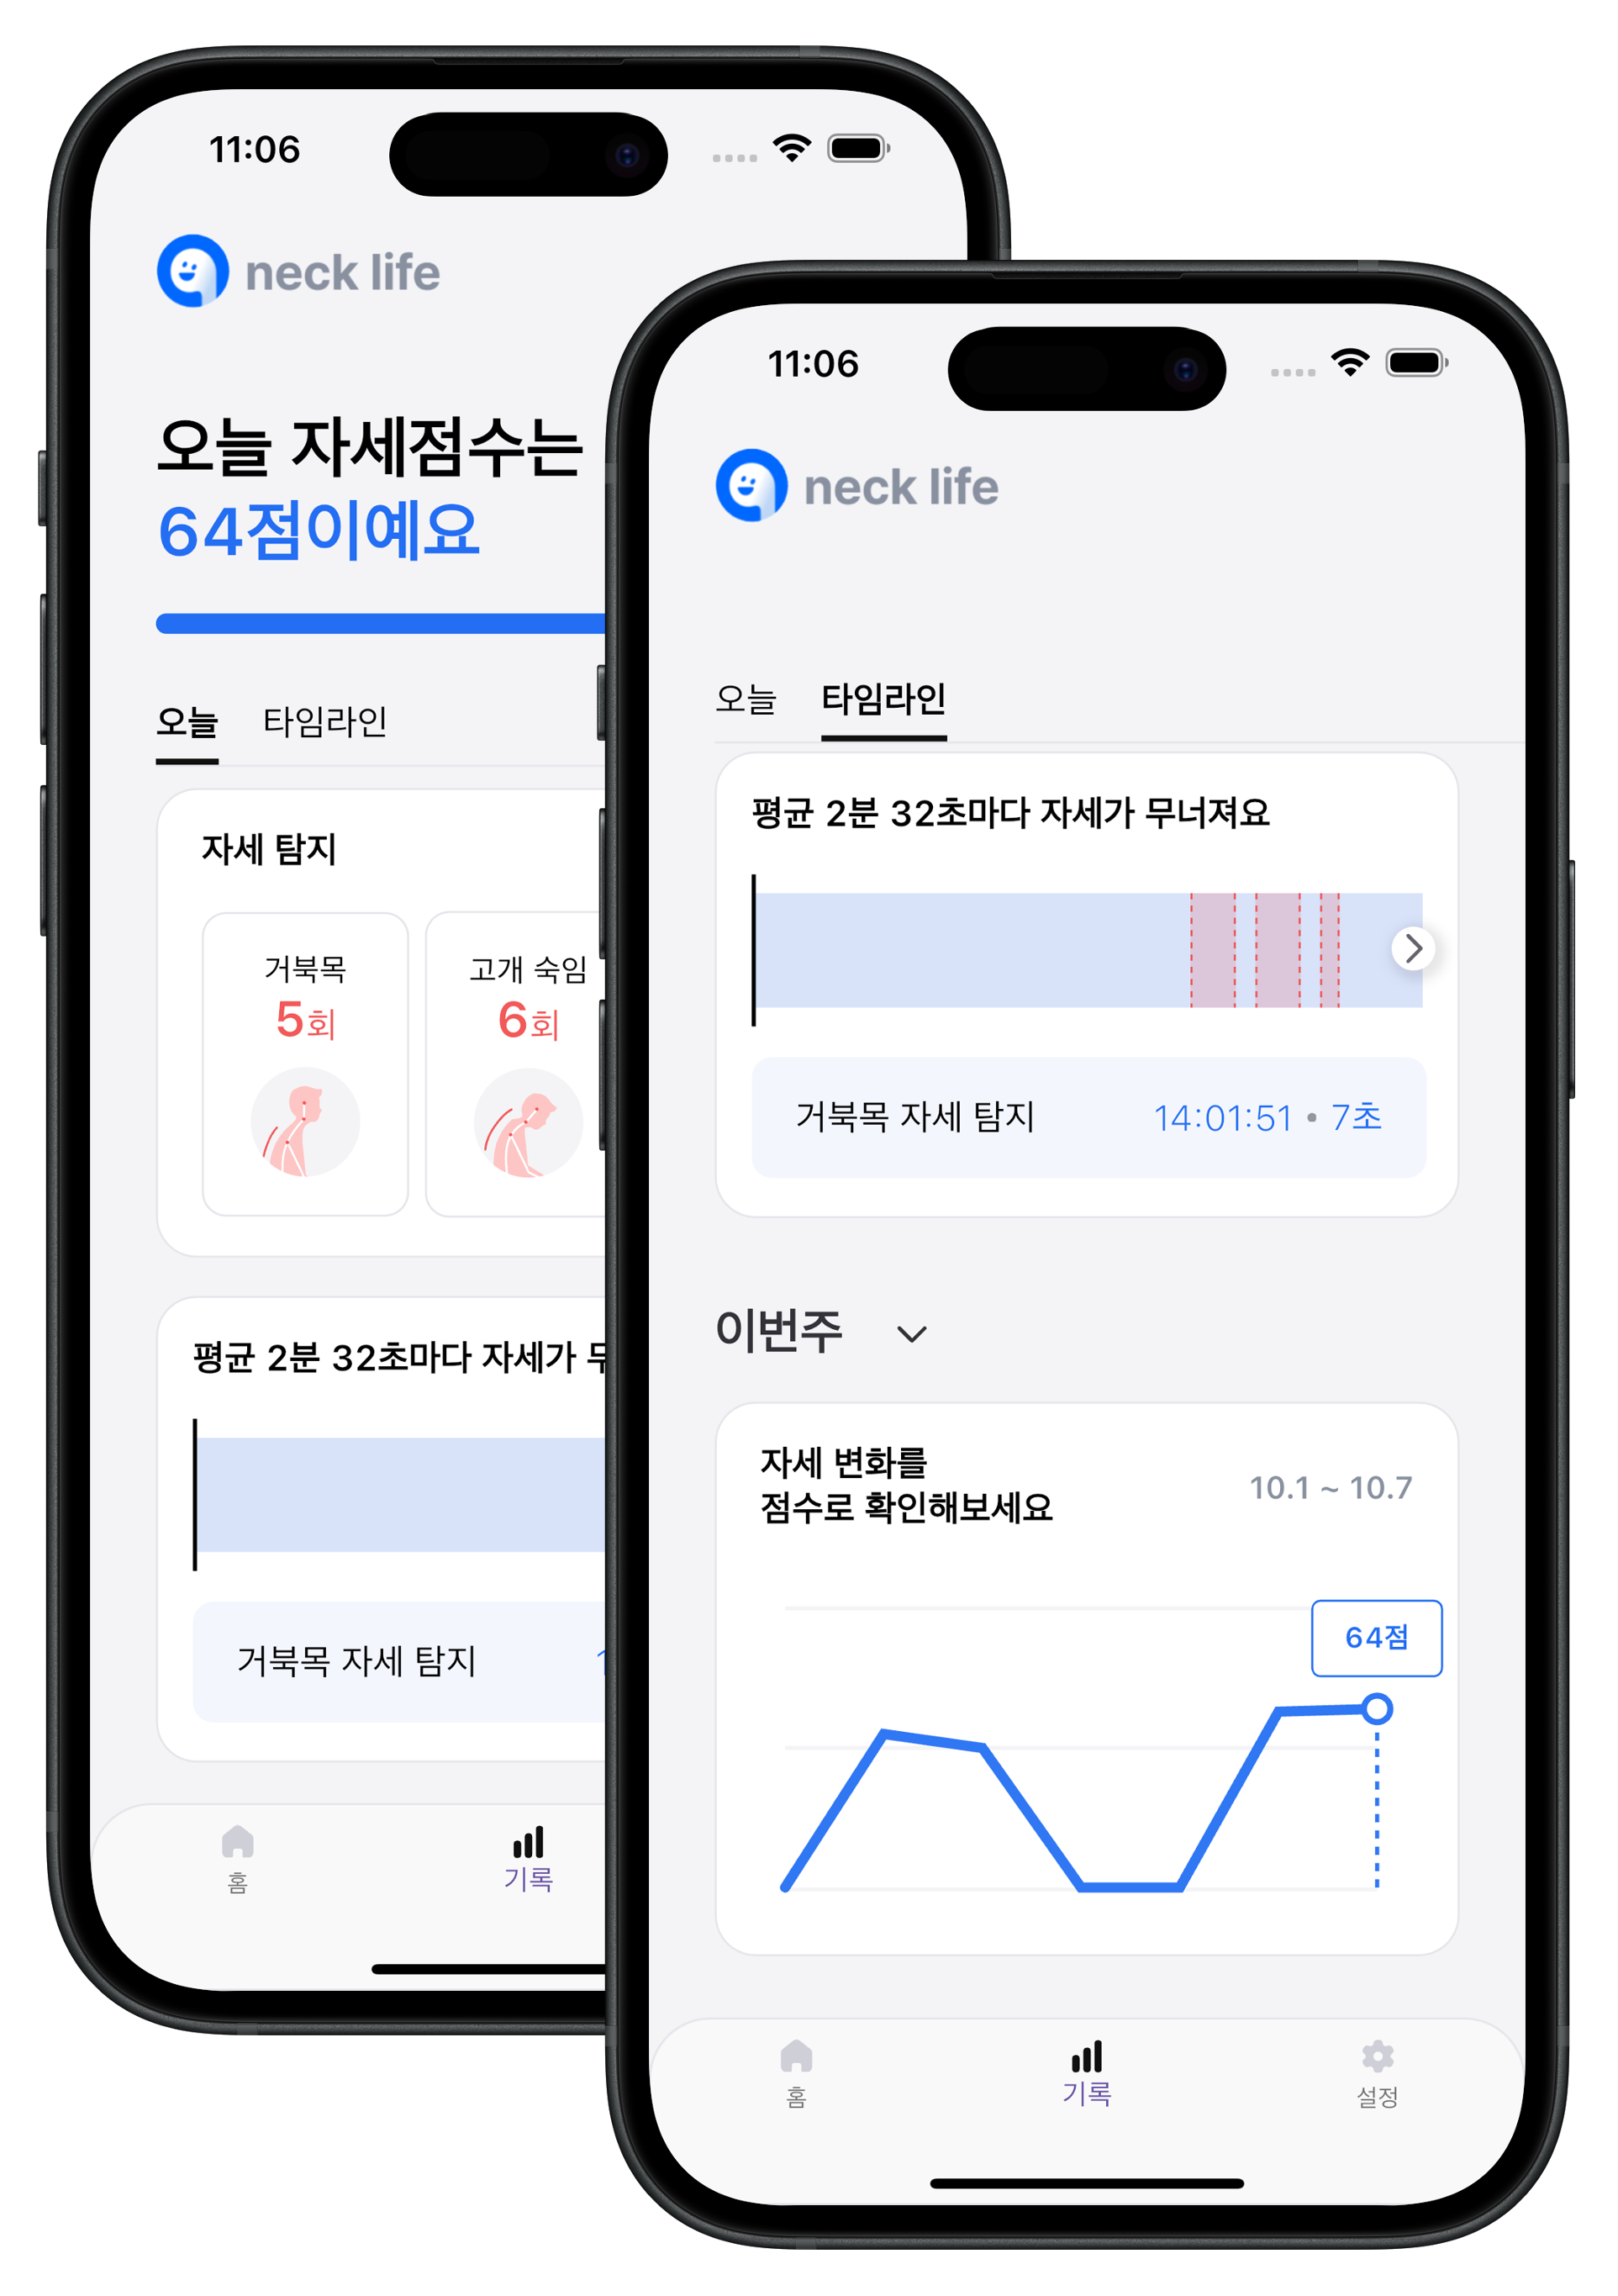 11:06
neck life
오늘 자세점수는
64점이예요
오늘 타임라인
자세 탐지
거북목
5회
고개 숙임
6회
평균 2분 32초마다 자세가
거북목 자세 탐지
홈
기록
11:06
neck life
오늘 타임라인
평균 2분 32초마다 자세가 무너져요
거북목 자세 탐지 14:01:51 • 7초
이번주
자세 변화를
점수로 확인해보세요
10.1 ~ 10.7
64점
홈
기록
설정